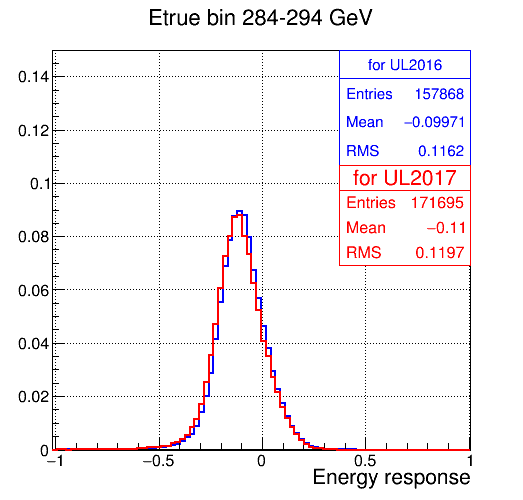 Etrue bin 284-294 GeV
for UL2016
Entries 157868
Mean −0.09971
RMS 0.1162
for UL2017
Entries 171695
Mean −0.11
RMS 0.1197
0.14
0.12
0.1
0.08
0.06
0.04
0.02
0
−1 −0.5 0 0.5 1
Energy response